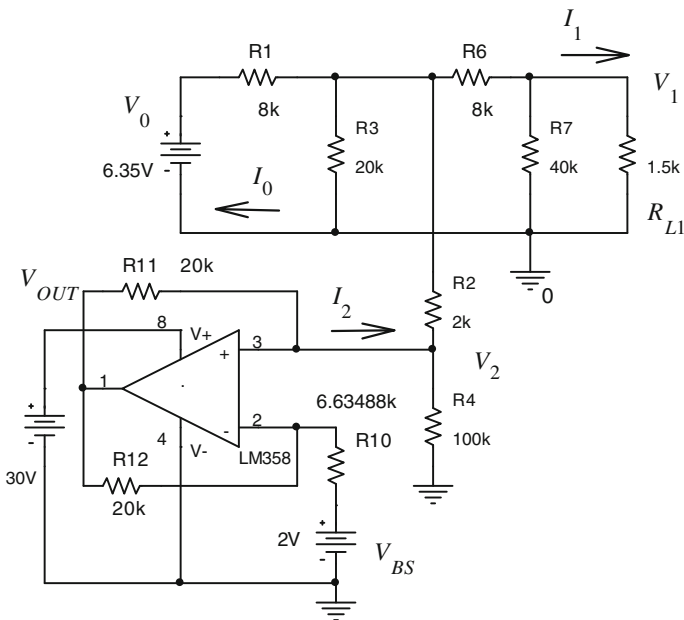 I1
R1
R6
V1
V0
8k
8k
R3
20k
R7
40k
1.5k
+
6.35V
-
I0
RL1
R11
20k
VOUT
0
I2
R2
2k
8
V+
+
3
V2
1
.
6.63488k
R4
100k
+
-
30V
4
V-
-
2
LM358
R10
R12
20k
+
2V
-
VBS